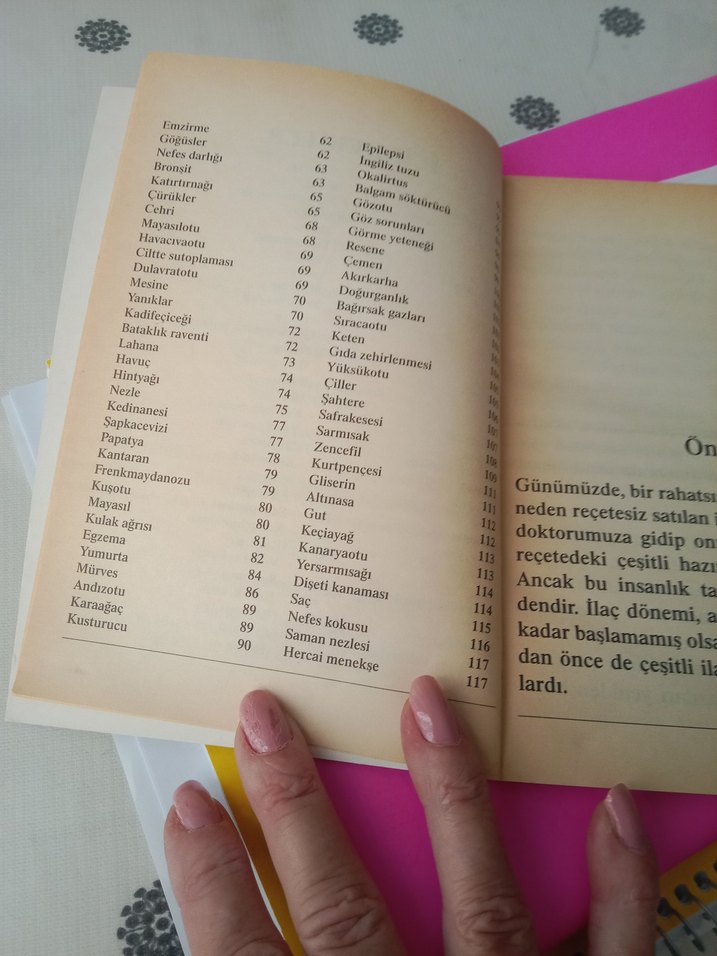 Emzirme 62
Göğüsler 62
Nefes darlığı 63
Bronşit 63
Katırtırnağı 65
Çürükler 65
Cehri 68
Mayasılotu 68
Havacıvaotu 69
Ciltte sutoplaması 69
Dulavratotu 69
Mesine 70
Yanıklar 70
Kadifeçiceği 72
Bataklık raventi 72
Lahana 73
Havuç 74
Hintyağı 74
Nezle 75
Kedinanesi 77
Şapkacevizi 77
Papatya 78
Kantaran 79
Frenkmaydanozu 79
Kuşotu 80
Mayasıl 80
Kulak ağrısı 81
Egzema 82
Yumurta 84
Mürves 86
Andızotu 89
Karaağaç 89
Kusturucu 90
Epilepsi
İngiliz tuzu
Okalirtus
Balgam söktürücü
Gözotu
Göz sorunları
Görme yeteneği
Resene
Çemen
Akırkarha
Doğurganlık
Bağırsak gazları
Sıracaotu
Keten
Gıda zehirlenmesi
Yüksükotu
Çiller 106
Şahtere 107
Safrakesesi 107
Sarmısak 108
Zencefil 109
Kurtpençesi 111
Gliserin 111
Altınasa 112
Gut 112
Keçiayağ 113
Kanaryaotu 113
Yersarmısağı 114
Dişeti kanaması 114
Saç 115
Nefes kokusu 116
Saman nezlesi 117
Hercai menekşe 117
Ön
Günümüzde, bir rahatsı
neden reçetesiz satılan
doktorumuza gidip on
reçetedeki çeşitli hazı
Ancak bu insanlık ta
dendir. İlaç dönemi, a
kadar başlamamış olsa
dan önce de çeşitli ila
lardı.